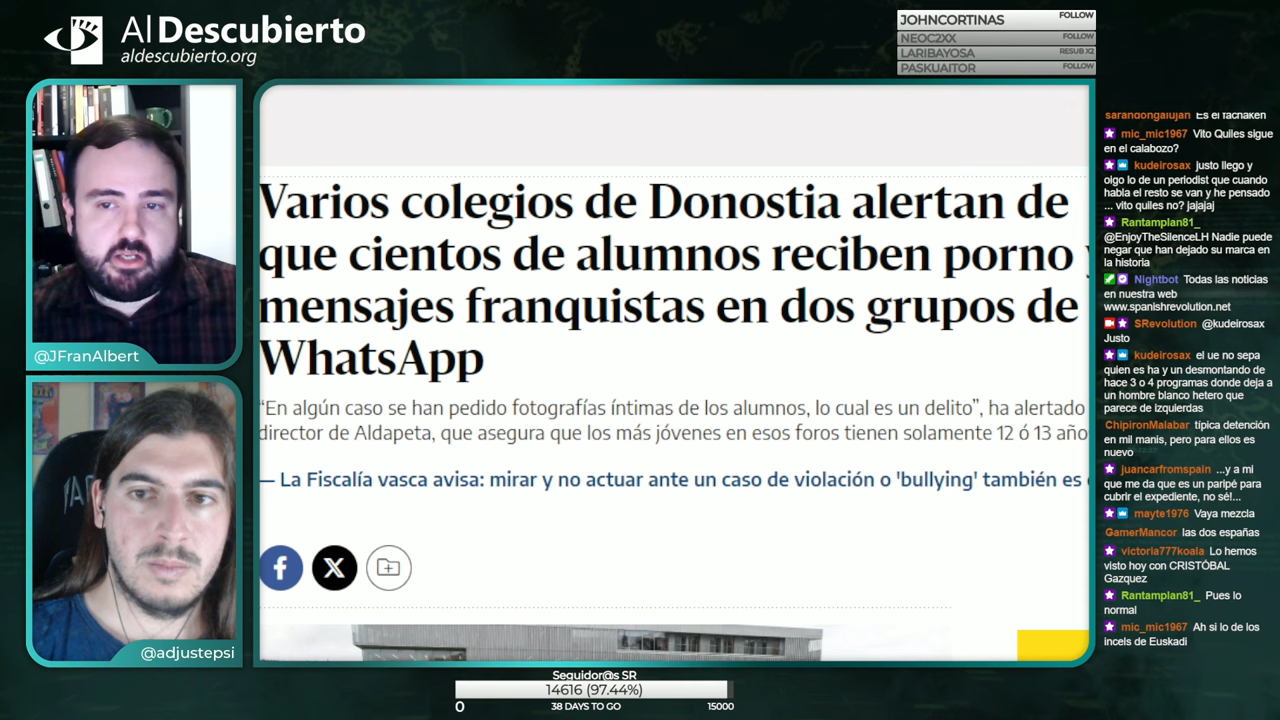 Al Descubierto
aldescubierto.org
JOHNCORTINAS FOLLOW
NEOC2XX FOLLOW
LARIBAYOSA RESUB X2
PASKUAITOR FOLLOW
@JFranAlbert
@adjustepsi
Varios colegios de Donostia alertan de
que cientos de alumnos reciben porno y
mensajes franquistas en dos grupos de
WhatsApp
“En algún caso se han pedido fotografías íntimas de los alumnos, lo cual es un delito”, ha alertado
director de Aldapeta, que asegura que los más jóvenes en esos foros tienen solamente 12 ó 13 año
— La Fiscalía vasca avisa: mirar y no actuar ante un caso de violación o 'bullying' también es
sarandongalujan Es el fachaken
mic_mic1967 Vito Quiles sigue
en el calabozo?
kudeirosax justo llego y
oigo lo de un periodist que cuando
habla el resto se van y he pensado
... vito quiles no? jajajaj
Rantamplan81_
@EnjoyTheSilenceLH Nadie puede
negar que han dejado su marca en
la historia
Nightbot Todas las noticias
en nuestra web
www.spanishrevolution.net
SRevolution @kudeirosax
Justo
kudeirosax el ue no sepa
quien es ha y un desmontando de
hace 3 o 4 programas donde deja a
un hombre blanco hetero que
parece de izquierdas
ChipironMalabar típica detención
en mil manis, pero para ellos es
nuevo
juancarfromspain ...y a mi
que me da que es un paripé para
cubrir el expediente, no sé!...
mayte1976 Vaya mezcla
GamerMancor las dos españas
victoria777koala Lo hemos
visto hoy con CRISTÓBAL
Gazquez
Rantamplan81_ Pues lo
normal
mic_mic1967 Ah si lo de los
incels de Euskadi
Seguidor@s SR
14616 (97.44%)
0 38 DAYS TO GO 15000